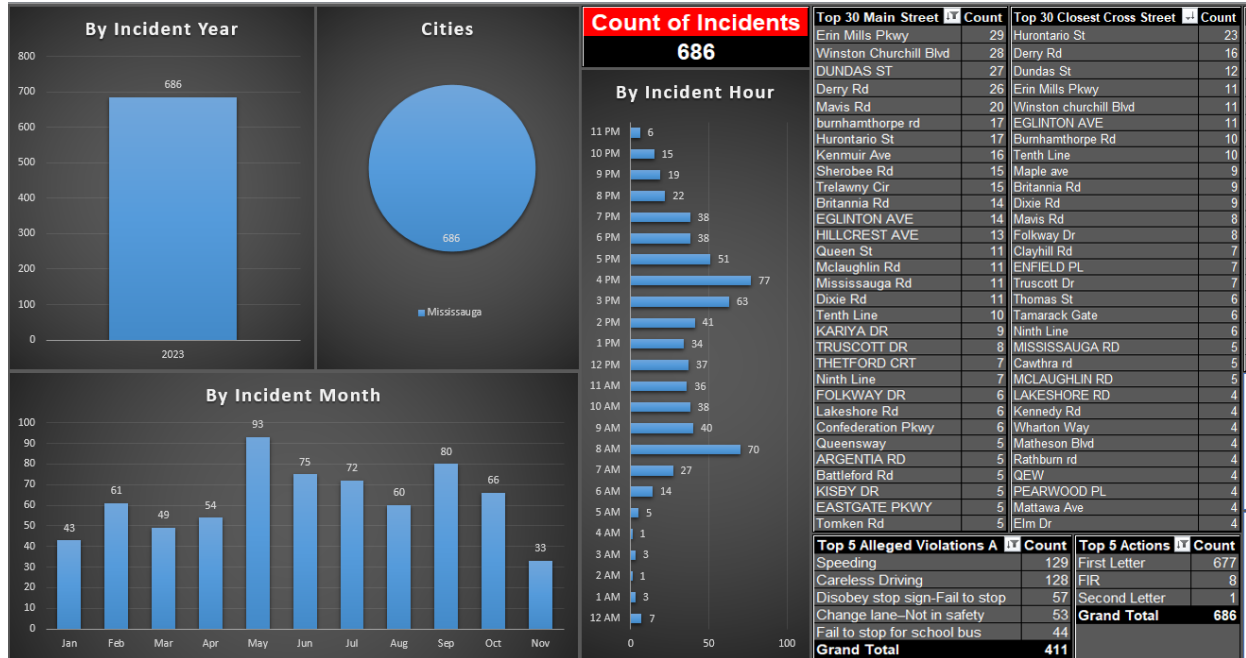 By Incident Year
800
700
600
500
400
300
200
100
0
686
2023
Cities
686
Mississauga
Count of Incidents
686
By Incident Hour
11 PM 6
10 PM 15
9 PM 19
8 PM 22
7 PM 38
6 PM 38
5 PM 51
4 PM 77
3 PM 63
2 PM 41
1 PM 34
12 PM 37
11 AM 36
10 AM 38
9 AM 40
8 AM 70
7 AM 27
6 AM 14
5 AM 5
4 AM 1
3 AM 3
2 AM 1
1 AM 3
12 AM 7
0 50 100
By Incident Month
100
90
80
70
60
50
40
30
20
10
0
43 61 49 54 93 75 72 60 80 66 33
Jan Feb Mar Apr May Jun Jul Aug Sep Oct Nov
Top 30 Main Street Count
Erin Mills Pkwy 29
Winston Churchill Blvd 28
DUNDAS ST 27
Derry Rd 26
Mavis Rd 20
burnhamthorpe rd 17
Hurontario St 17
Kenmuir Ave 16
Sherobee Rd 15
Trelawny Cir 15
Britannia Rd 14
EGLINTON AVE 14
HILLCREST AVE 13
Queen St 11
Mclaughlin Rd 11
Mississauga Rd 11
Dixie Rd 11
Tenth Line 10
KARIYA DR 9
TRUSCOTT DR 8
THETFORD CRT 7
Ninth Line 7
FOLKWAY DR 6
Lakeshore Rd 6
Confederation Pkwy 6
Queensway 5
ARGENTIA RD 5
Battleford Rd 5
KISBY DR 5
EASTGATE PKWY 5
Tomken Rd 5
Top 30 Closest Cross Street Count
Hurontario St 23
Derry Rd 16
Dundas St 12
Erin Mills Pkwy 11
Winston churchill Blvd 11
EGLINTON AVE 11
Burnhamthorpe Rd 10
Tenth Line 10
Maple ave 9
Britannia Rd 9
Dixie Rd 9
Mavis Rd 8
Folkway Dr 8
Clayhill Rd 7
ENFIELD PL 7
Truscott Dr 7
Thomas St 6
Tamarack Gate 6
Ninth Line 6
MISSISSAUGA RD 5
Cawthra rd 5
MCLAUGHLIN RD 5
LAKESHORE RD 4
Kennedy Rd 4
Wharton Way 4
Matheson Blvd 4
Rathburn rd 4
QEW 4
PEARWOOD PL 4
Mattawa Ave 4
Elm Dr 4
Top 5 Alleged Violations A Count
Speeding 129
Careless Driving 128
Disobey stop sign-Fail to stop 57
Change lane–Not in safety 53
Fail to stop for school bus 44
Grand Total 411
Top 5 Actions Count
First Letter 677
FIR 8
Second Letter 1
Grand Total 686